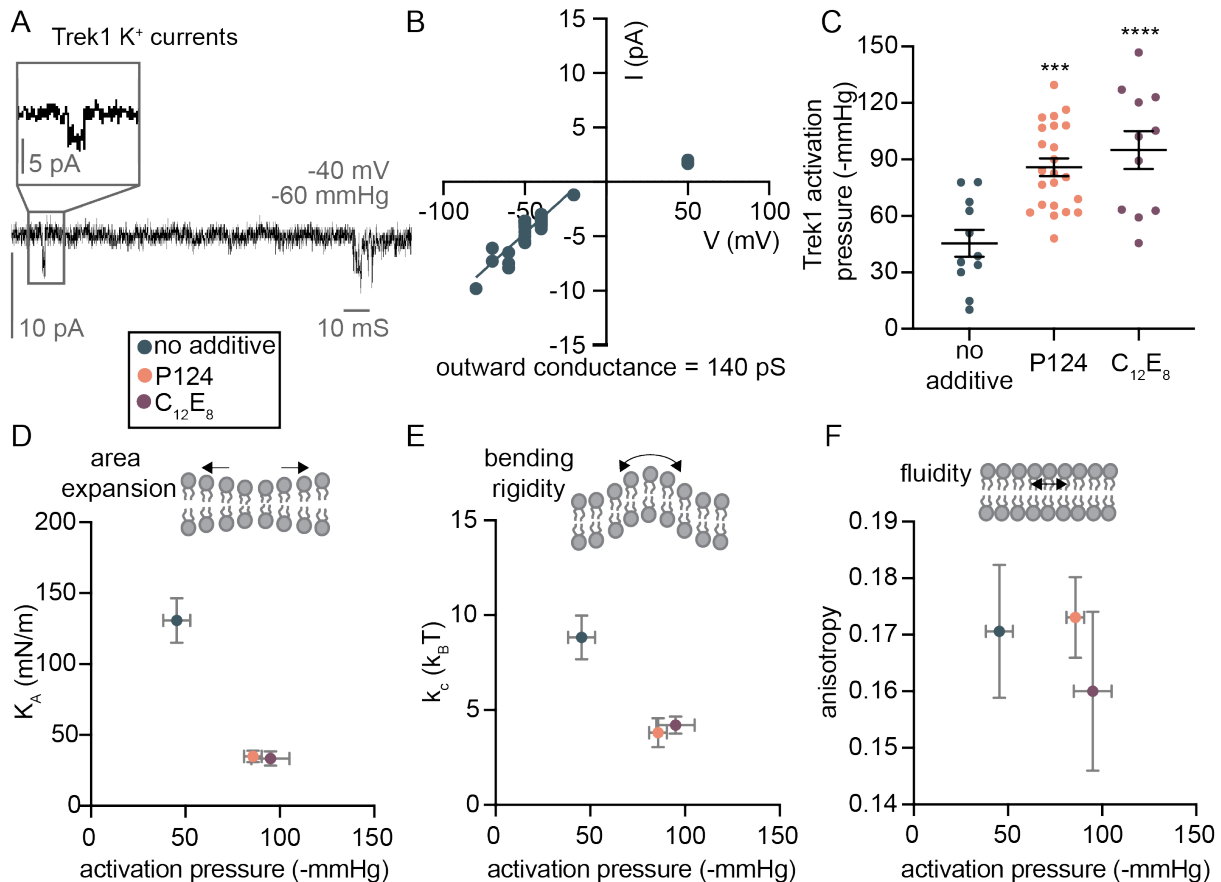 A
Trek1 K⁺ currents
5 pA
-40 mV
-60 mmHg
10 pA
10 mS
no additive
P124
C₁₂E₈
B
I (pA)
15
10
5
-5
-10
-15
-100
-50
50
100
V (mV)
outward conductance = 140 pS
C
Trek1 activation
pressure (-mmHg)
150
120
90
60
30
0
***
****
no
additive
P124
C₁₂E₈
D
area
expansion
K_A (mN/m)
200
150
100
50
0
0
50
100
150
activation pressure (-mmHg)
E
bending
rigidity
k_c (k_BT)
15
10
5
0
0
50
100
150
activation pressure (-mmHg)
F
fluidity
anisotropy
0.19
0.18
0.17
0.16
0.15
0.14
0
50
100
150
activation pressure (-mmHg)